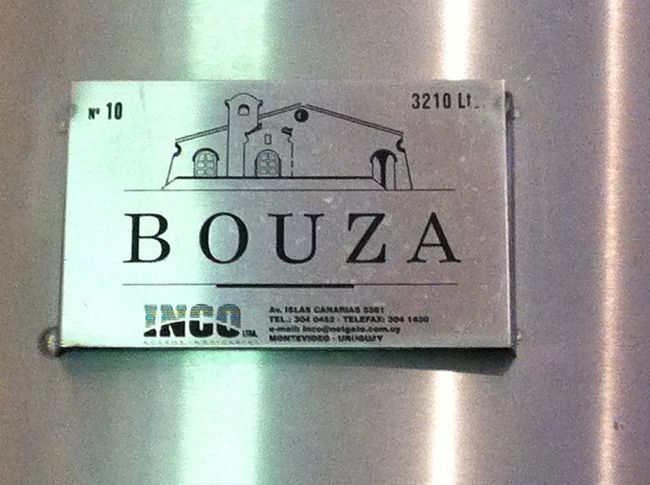 Nº 10
3210 Lts.
BOUZA
INCO LTDA.
Av. ISLAS CANARIAS 5361
TEL.: 304 0452 - TELEFAX: 304 1430
e-mail: inco@netgate.com.uy
MONTEVIDEO - URUGUAY